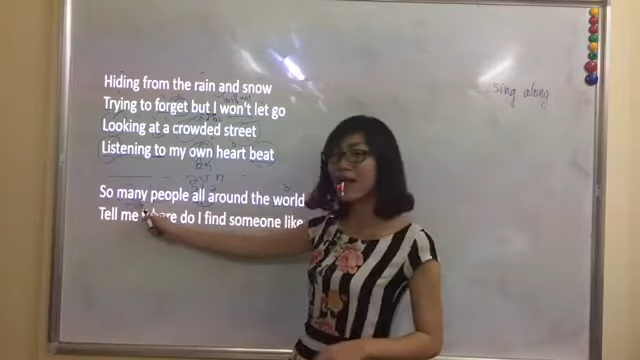 Hiding from the rain and snow
Trying to forget but I won't let go
Looking at a crowded street
Listening to my own heart beat
So many people all around the world
Tell me where do I find someone like
sing along